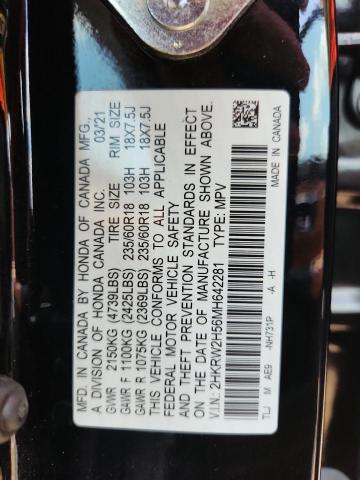 MFD. IN CANADA BY HONDA OF CANADA MFG.,
A DIVISION OF HONDA CANADA INC. 03/21
TIRE SIZE RIM SIZE
GVWR 2150KG (4739LBS)
GAWR F 1100KG (2425LBS) 235/60R18 103H 18X7.5J
GAWR R 1075KG (2369LBS) 235/60R18 103H 18X7.5J
THIS VEHICLE CONFORMS TO ALL APPLICABLE
FEDERAL MOTOR VEHICLE SAFETY
AND THEFT PREVENTION STANDARDS IN EFFECT
ON THE DATE OF MANUFACTURE SHOWN ABOVE.
V.I.N.: 2HKRW2H56MH642281 TYPE: MPV
TLJ M AE9 -NH731P -A -H MADE IN CANADA